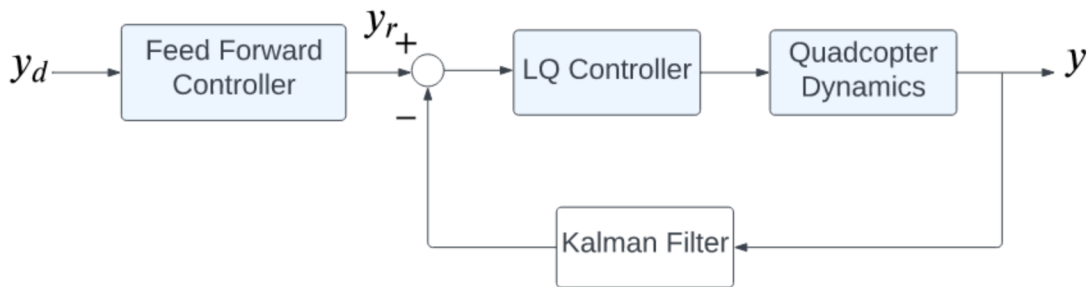 y_d
Feed Forward
Controller
y_r
+
−
LQ Controller
Quadcopter
Dynamics
y
Kalman Filter